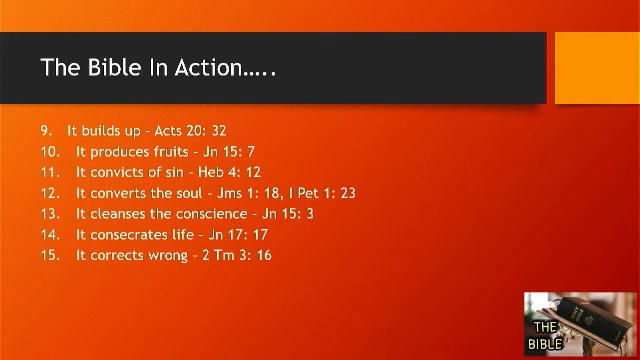 The Bible In Action.....
9. It builds up – Acts 20: 32
10. It produces fruits – Jn 15: 7
11. It convicts of sin – Heb 4: 12
12. It converts the soul – Jms 1: 18, I Pet 1: 23
13. It cleanses the conscience – Jn 15: 3
14. It consecrates life – Jn 17: 17
15. It corrects wrong – 2 Tm 3: 16
HOLY BIBLE
THE
BIBLE